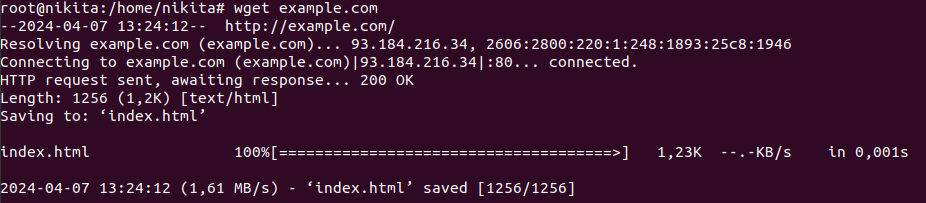 root@nikita:/home/nikita# wget example.com
--2024-04-07 13:24:12--  http://example.com/
Resolving example.com (example.com)... 93.184.216.34, 2606:2800:220:1:248:1893:25c8:1946
Connecting to example.com (example.com)|93.184.216.34|:80... connected.
HTTP request sent, awaiting response... 200 OK
Length: 1256 (1,2K) [text/html]
Saving to: ‘index.html’
index.html                100%[=====================================>]   1,23K  --.-KB/s    in 0,001s
2024-04-07 13:24:12 (1,61 MB/s) - ‘index.html’ saved [1256/1256]